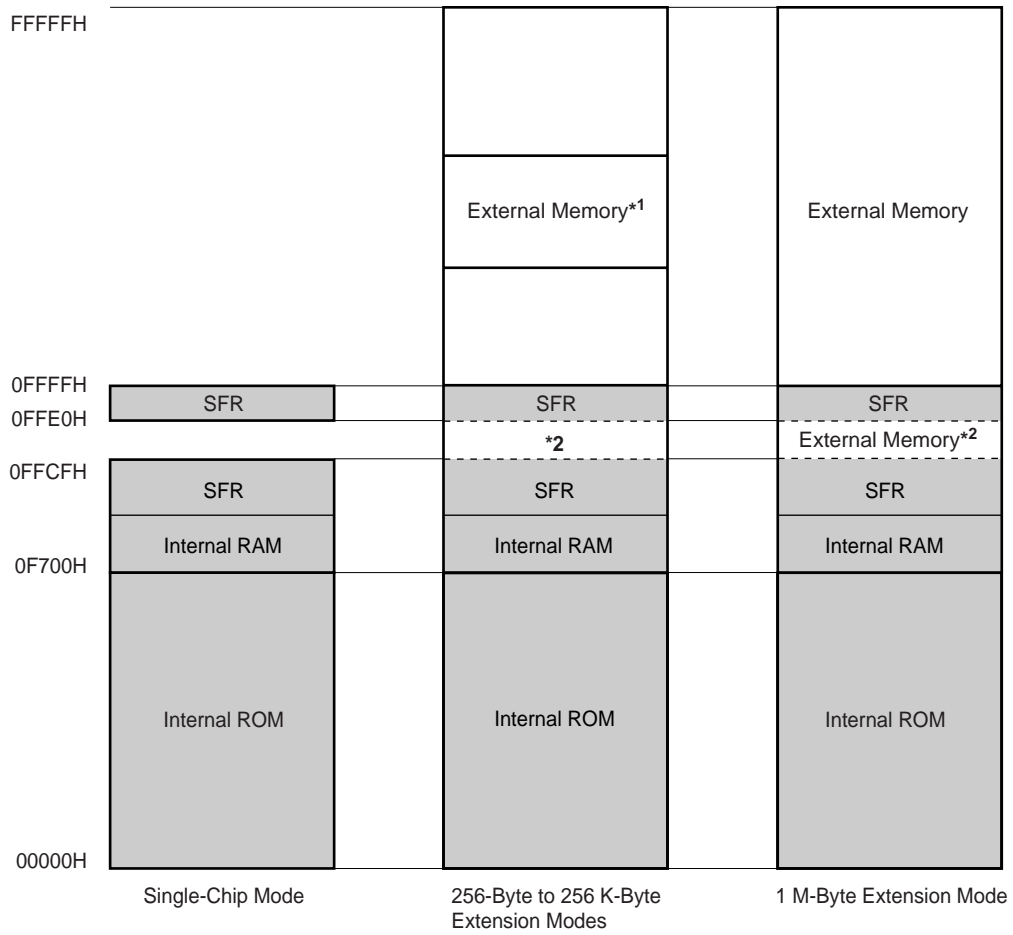 FFFFFH
External Memory*1
External Memory
0FFFFH
SFR
SFR
SFR
0FFE0H
*2
External Memory*2
0FFCFH
SFR
SFR
SFR
Internal RAM
Internal RAM
Internal RAM
0F700H
Internal ROM
Internal ROM
Internal ROM
00000H
Single-Chip Mode
256-Byte to 256 K-Byte
Extension Modes
1 M-Byte Extension Mode